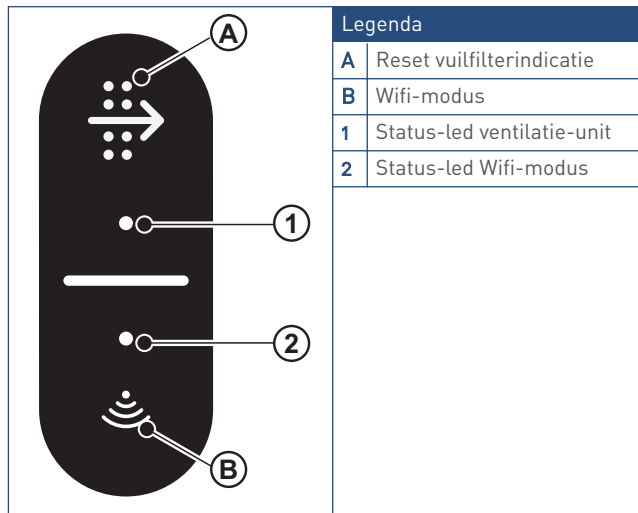 A
1
2
B
Legenda
A Reset vuilfilterindicatie
B Wifi-modus
1 Status-led ventilatie-unit
2 Status-led Wifi-modus